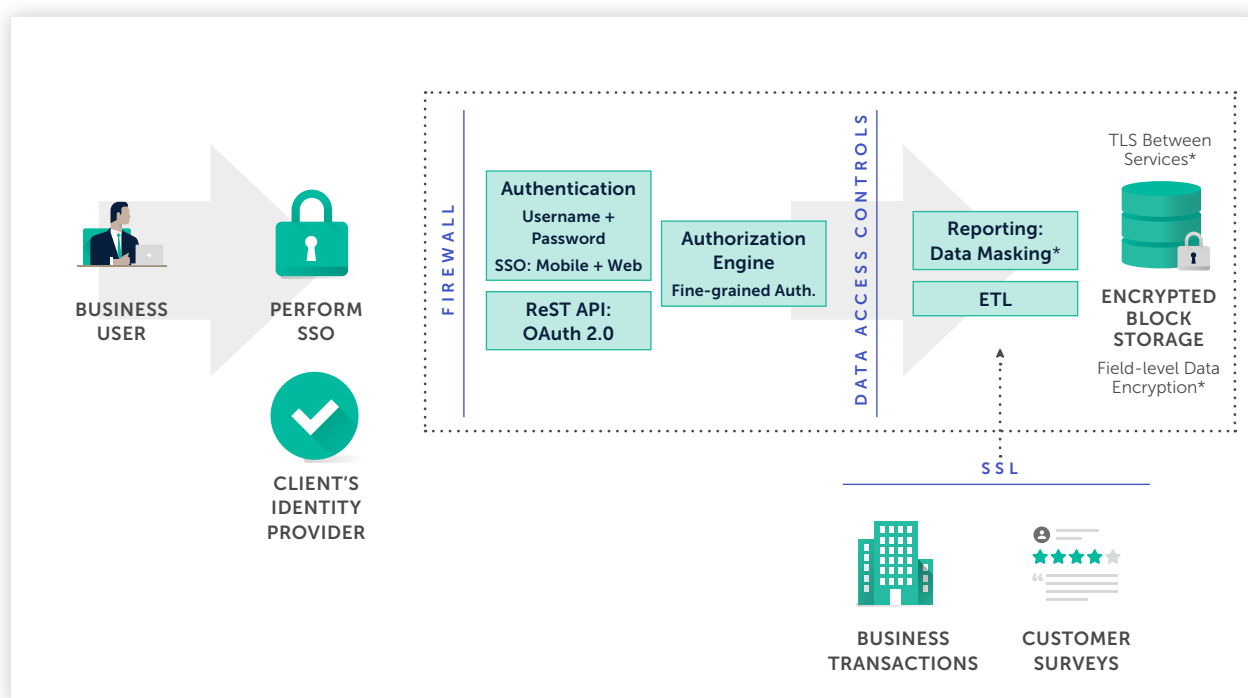 BUSINESS
USER
PERFORM
SSO
CLIENT'S
IDENTITY
PROVIDER
FIREWALL
Authentication
Username +
Password
SSO: Mobile + Web
ReST API:
OAuth 2.0
Authorization
Engine
Fine-grained Auth.
DATA ACCESS CONTROLS
Reporting:
Data Masking*
ETL
TLS Between
Services*
ENCRYPTED
BLOCK
STORAGE
Field-level Data
Encryption*
SSL
BUSINESS
TRANSACTIONS
CUSTOMER
SURVEYS